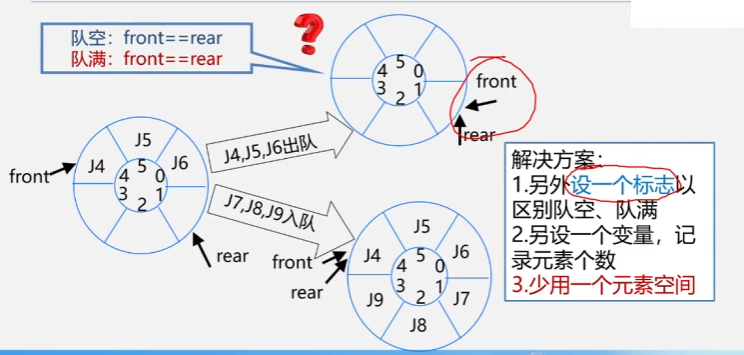 队空：front==rear
队满：front==rear
?
5
4
0
3
1
2
front
rear
J4,J5,J6出队
J5
J4
J6
5
4
0
3
1
2
front
rear
J7,J8,J9入队
front
rear
J5
J4
J6
5
4
0
3
1
2
J9
J7
J8
解决方案：
1.另外设一个标志以
区别队空、队满
2.另设一个变量，记
录元素个数
3.少用一个元素空间